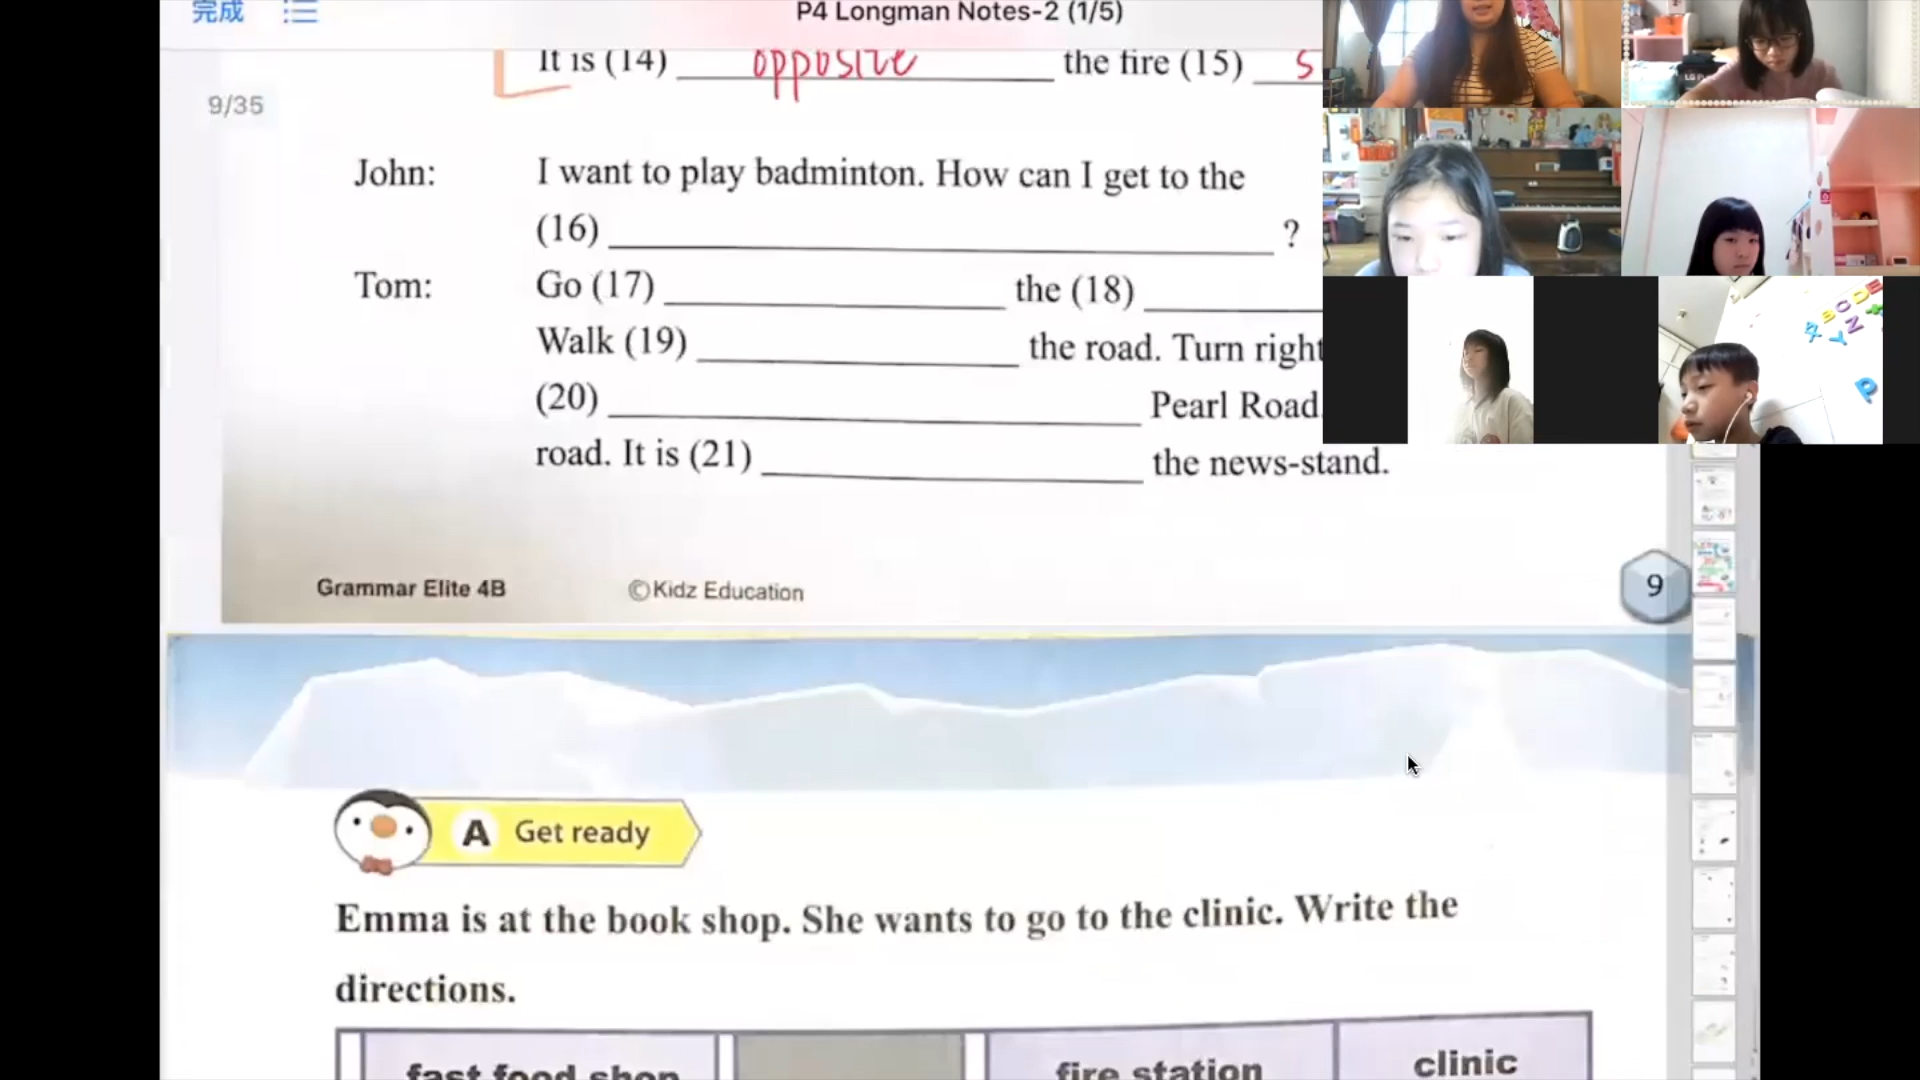 完成
P4 Longman Notes-2 (1/5)
It is (14) opposite the fire (15) s
9/35
John: I want to play badminton. How can I get to the
(16) ?
Tom: Go (17) the (18)
Walk (19) the road. Turn right
(20) Pearl Road
road. It is (21) the news-stand.
Grammar Elite 4B ©Kidz Education 9
A Get ready
Emma is at the book shop. She wants to go to the clinic. Write the
directions.
fast food shop fire station clinic